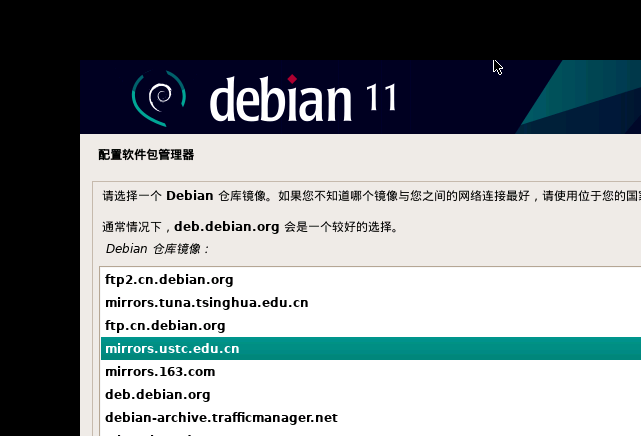 debian 11
配置软件包管理器
请选择一个 Debian 仓库镜像。如果您不知道哪个镜像与您之间的网络连接最好，请使用位于您的国
通常情况下，deb.debian.org 会是一个较好的选择。
Debian 仓库镜像：
ftp2.cn.debian.org
mirrors.tuna.tsinghua.edu.cn
ftp.cn.debian.org
mirrors.ustc.edu.cn
mirrors.163.com
deb.debian.org
debian-archive.trafficmanager.net